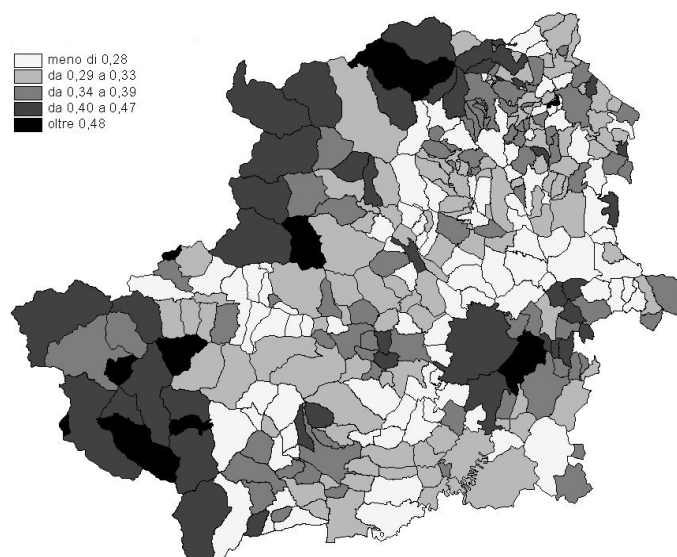 meno di 0,28
da 0,29 a 0,33
da 0,34 a 0,39
da 0,40 a 0,47
oltre 0,48